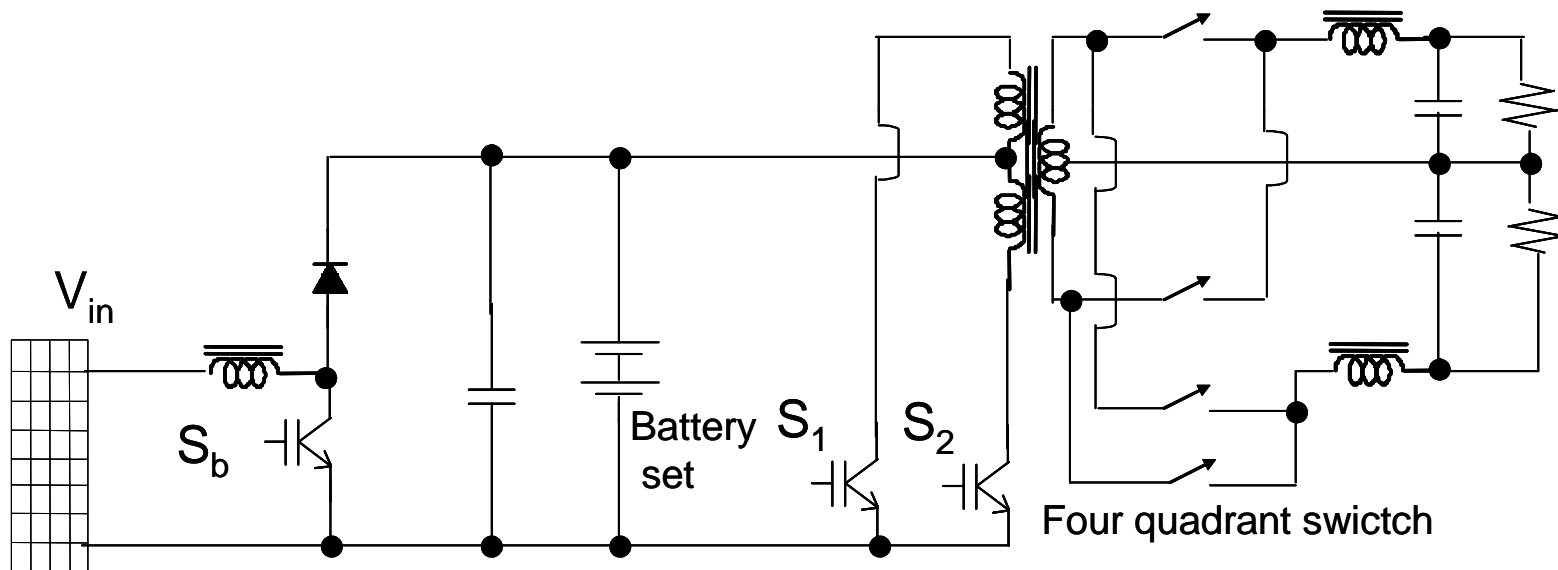 V_in
S_b
Battery
set
S_1
S_2
Four quadrant swictch